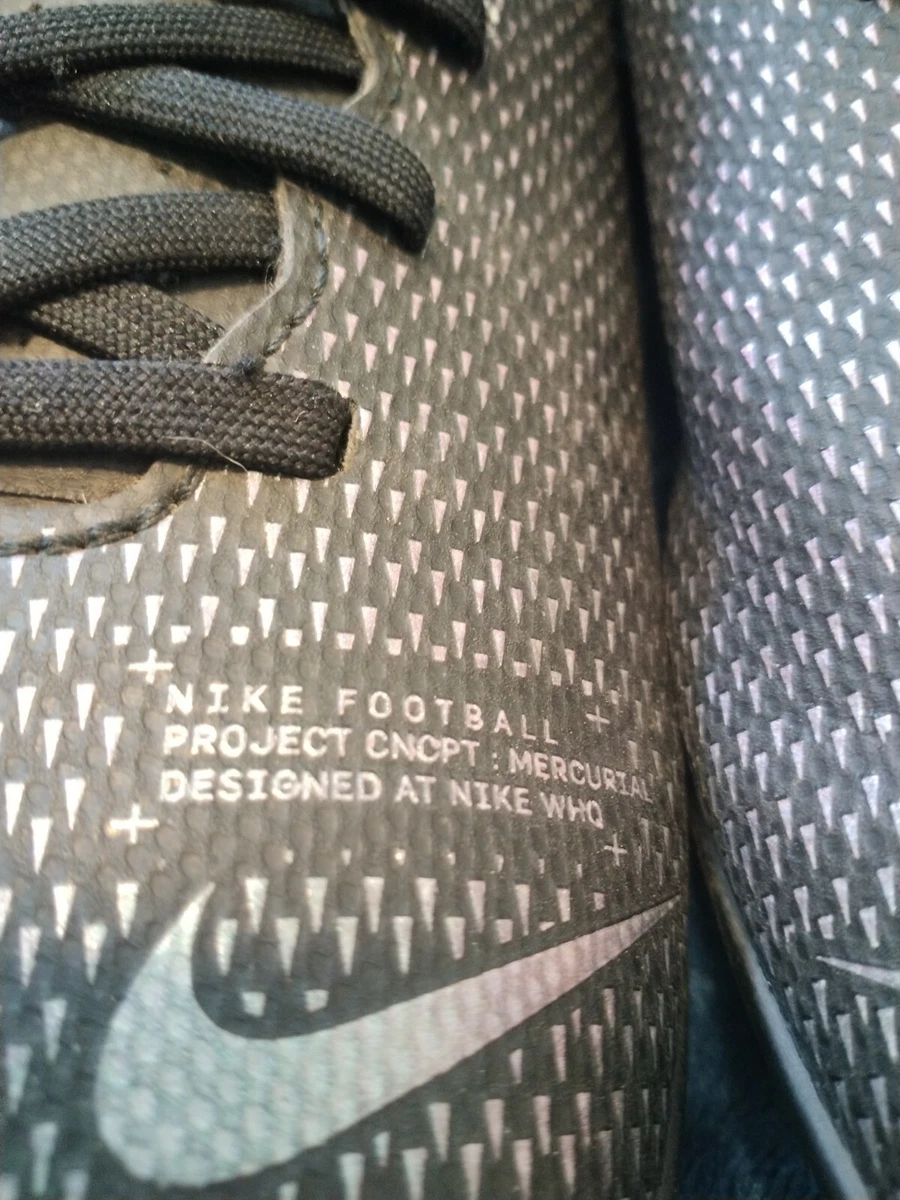 NIKE FOOTBALL
PROJECT CNCPT : MERCURIAL
DESIGNED AT NIKE WHQ